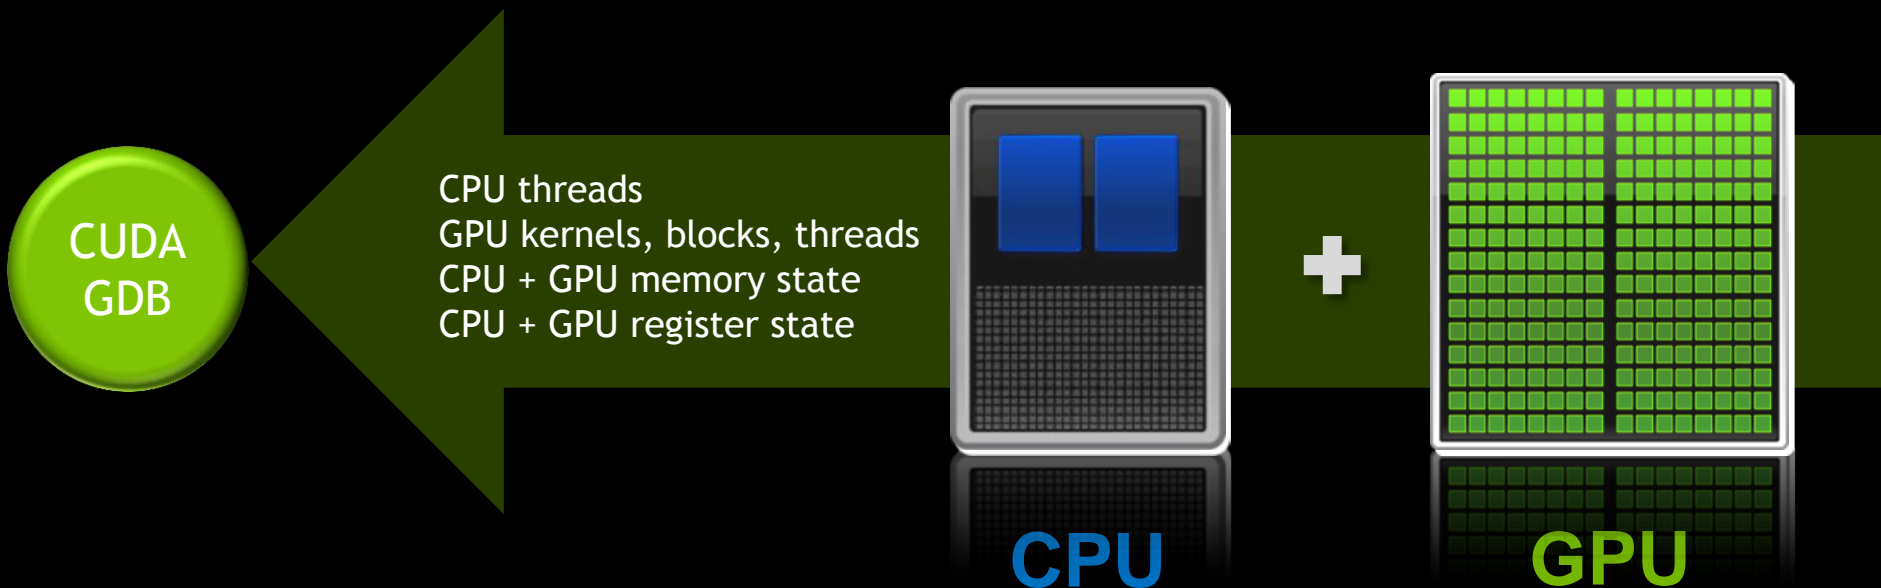 CUDA
GDB
CPU threads
GPU kernels, blocks, threads
CPU + GPU memory state
CPU + GPU register state
CPU
GPU